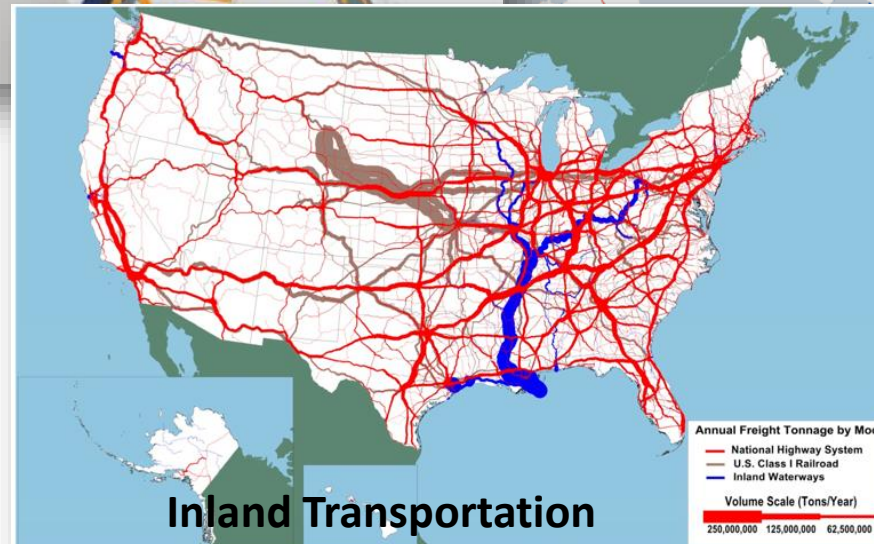 Annual Freight Tonnage by Mo
National Highway System
U.S. Class I Railroad
Inland Waterways
Volume Scale (Tons/Year)
250,000,000 125,000,000 62,500,000
Inland Transportation